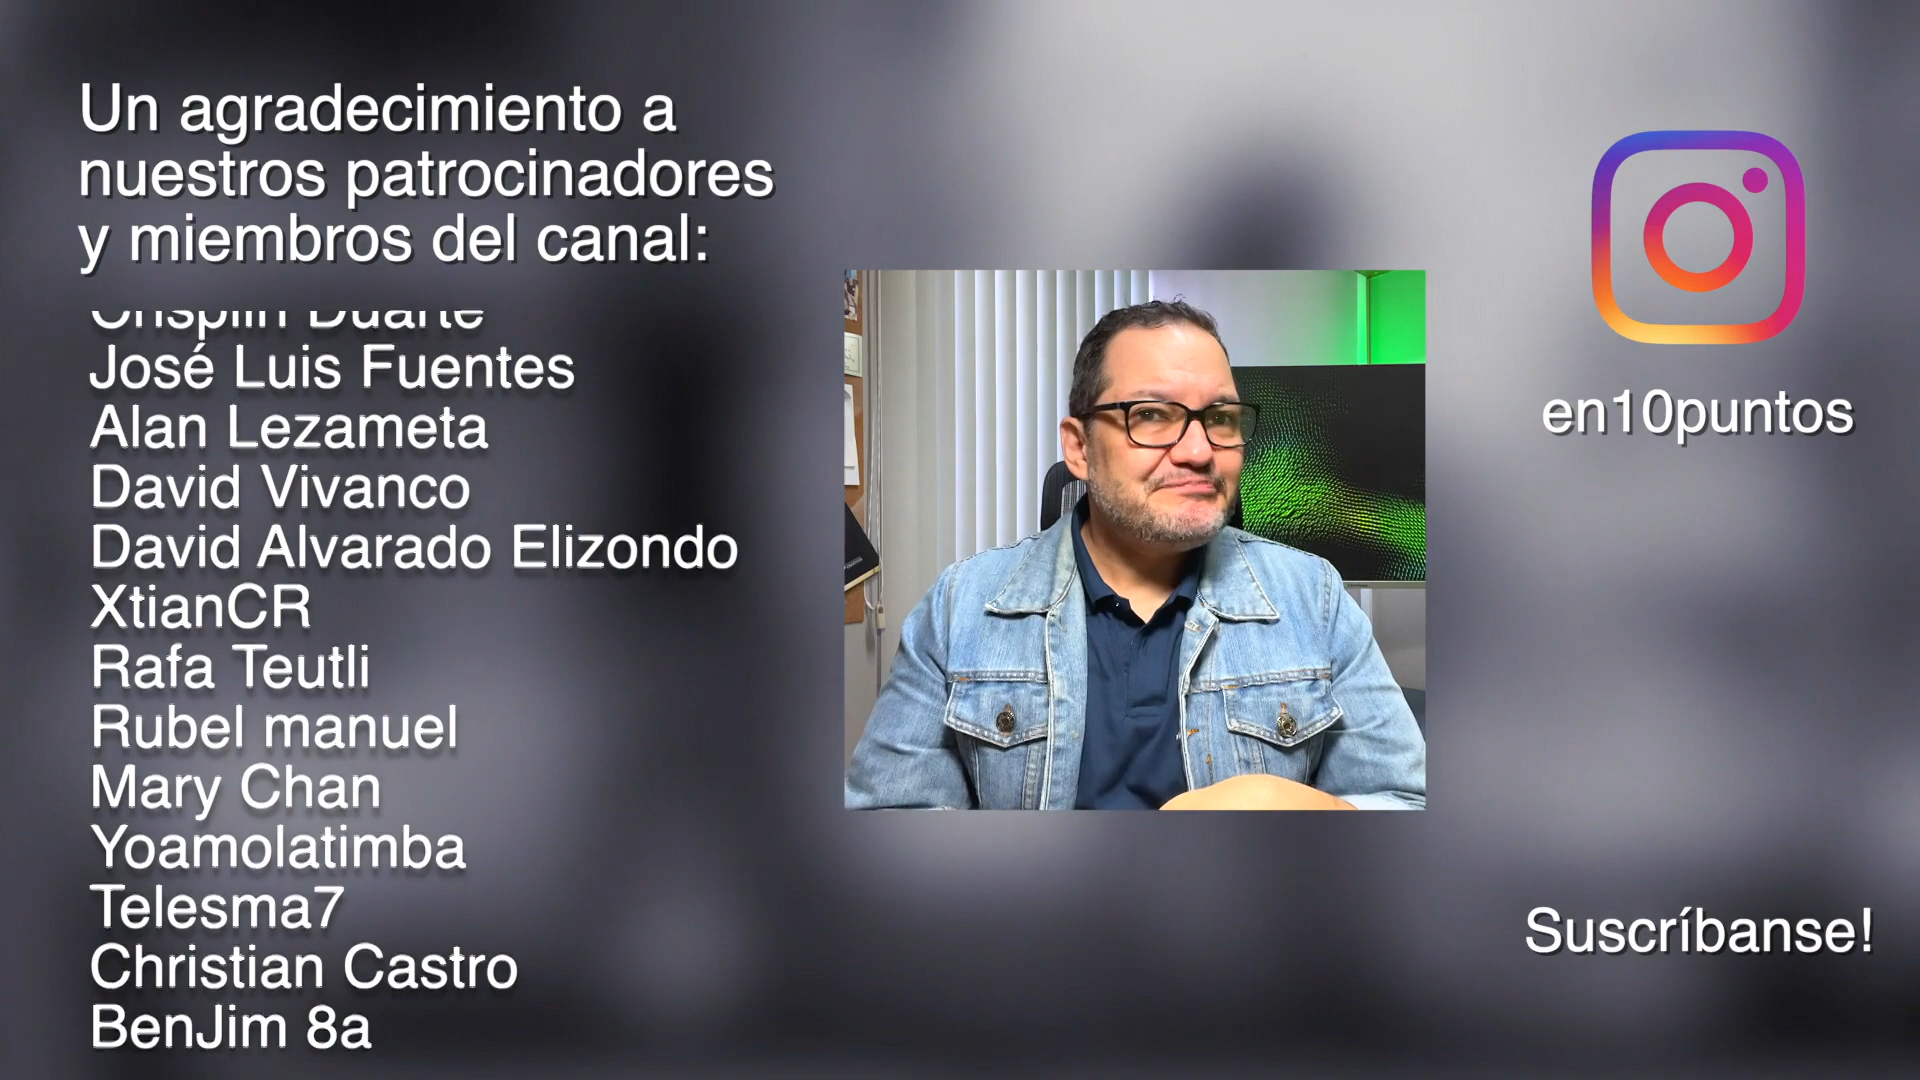 Un agradecimiento a
nuestros patrocinadores
y miembros del canal:
Duarte
José Luis Fuentes
Alan Lezameta
David Vivanco
David Alvarado Elizondo
XtianCR
Rafa Teutli
Rubel manuel
Mary Chan
Yoamolatimba
Telesma7
Christian Castro
BenJim 8a
en10puntos
Suscríbanse!